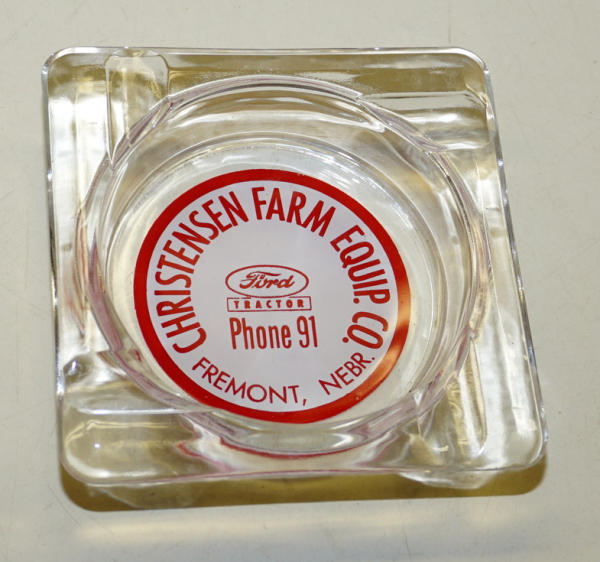 CHRISTENSEN FARM EQUIP. CO.
Ford
TRACTOR
Phone 91
FREMONT, NEBR.